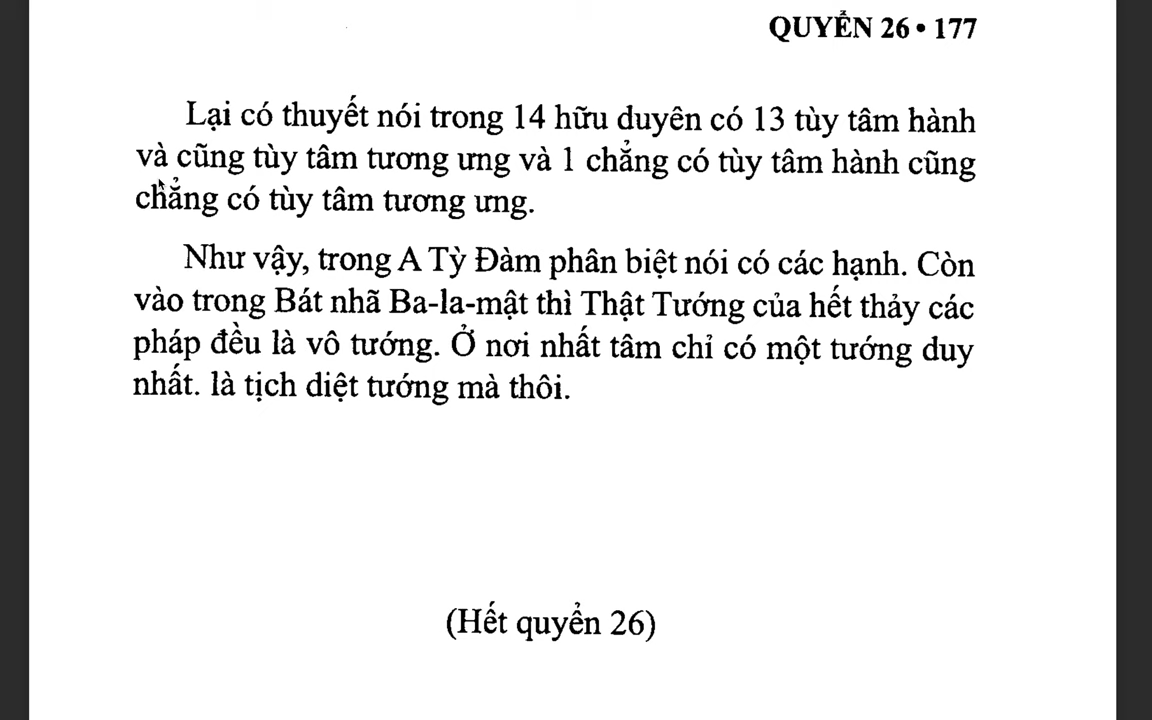 QUYỂN 26 • 177
Lại có thuyết nói trong 14 hữu duyên có 13 tùy tâm hành
và cũng tùy tâm tương ưng và 1 chẳng có tùy tâm hành cũng
chẳng có tùy tâm tương ưng.
Như vậy, trong A Tỳ Đàm phân biệt nói có các hạnh. Còn
vào trong Bát nhã Ba-la-mật thì Thật Tướng của hết thảy các
pháp đều là vô tướng. Ở nơi nhất tâm chỉ có một tướng duy
nhất. là tịch diệt tướng mà thôi.
(Hết quyển 26)